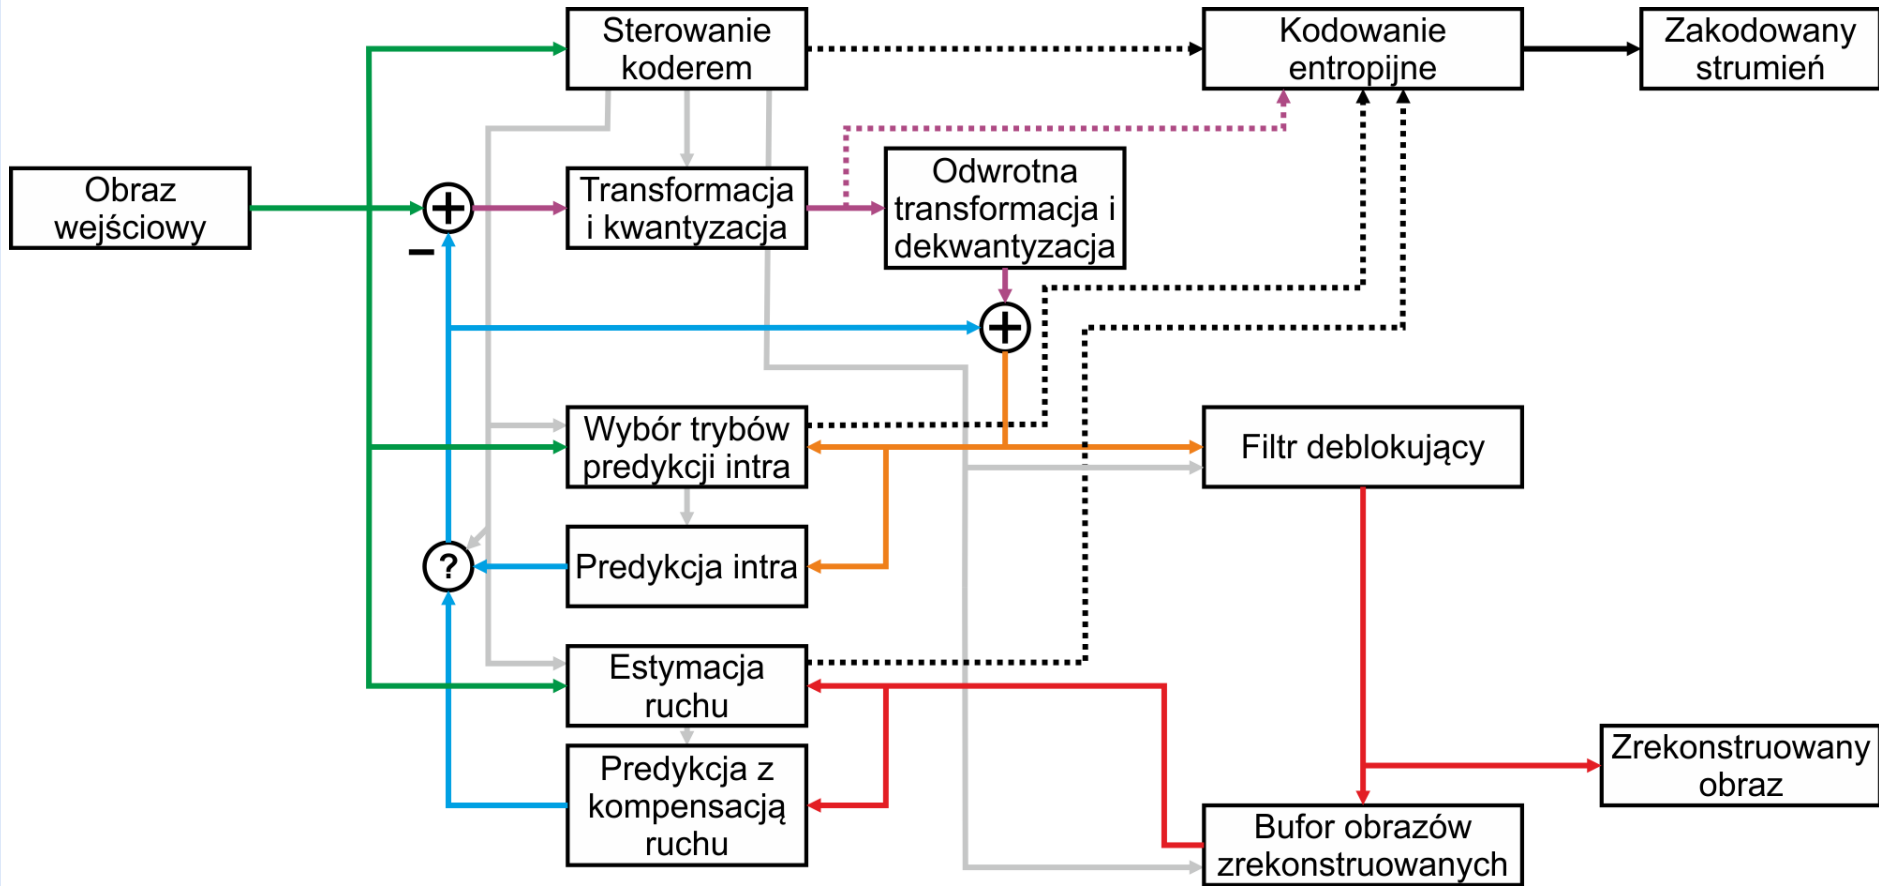 Sterowanie
koderem
Kodowanie
entropijne
Zakodowany
strumień
Obraz
wejściowy
+
Transformacja
i kwantyzacja
Odwrotna
transformacja i
dekwantyzacja
−
+
Wybór trybów
predykcji intra
Filtr deblokujący
?
Predykcja intra
Estymacja
ruchu
Predykcja z
kompensacją
ruchu
Zrekonstruowany
obraz
Bufor obrazów
zrekonstruowanych